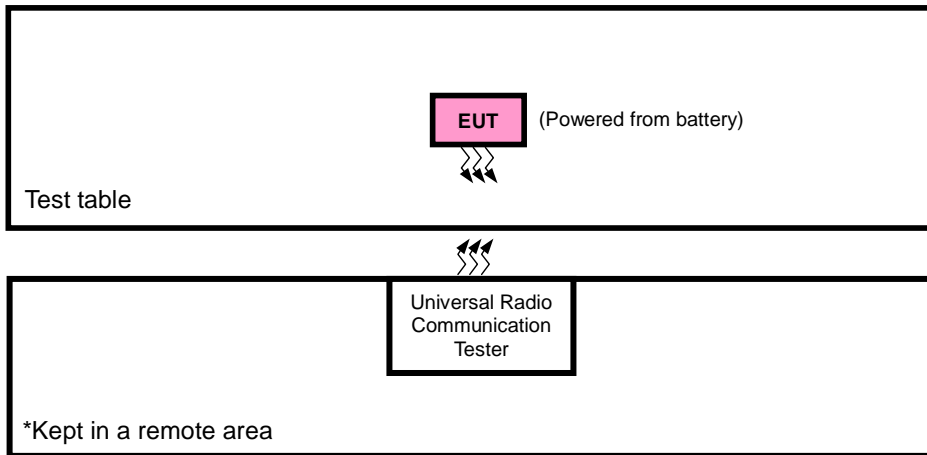 EUT
(Powered from battery)
Test table
Universal Radio
Communication
Tester
*Kept in a remote area